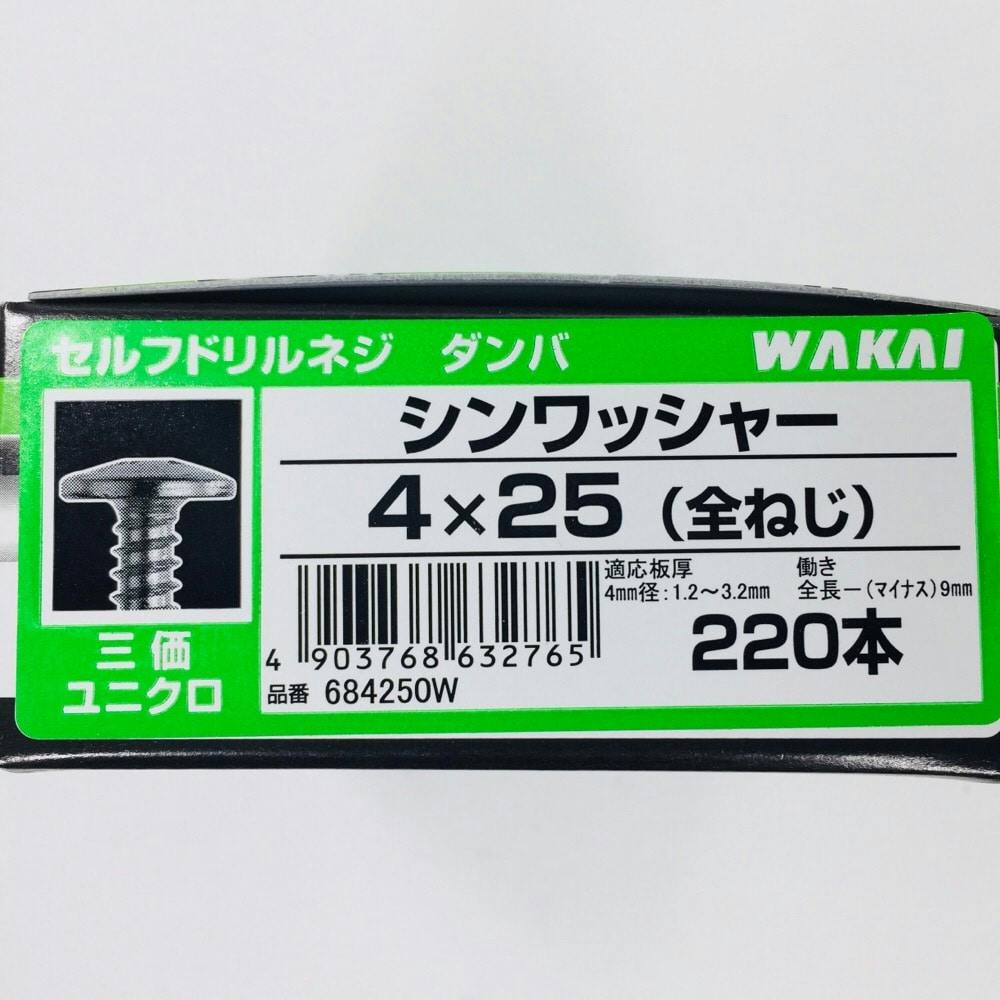 セルフドリルネジ ダンバ WAKAI
シンワッシャー
4×25（全ねじ）
適応板厚
4mm径：1.2～3.2mm
働き
全長ー（マイナス）9mm
220本
4 903768 632765
品番 684250W
三価
ユニクロ